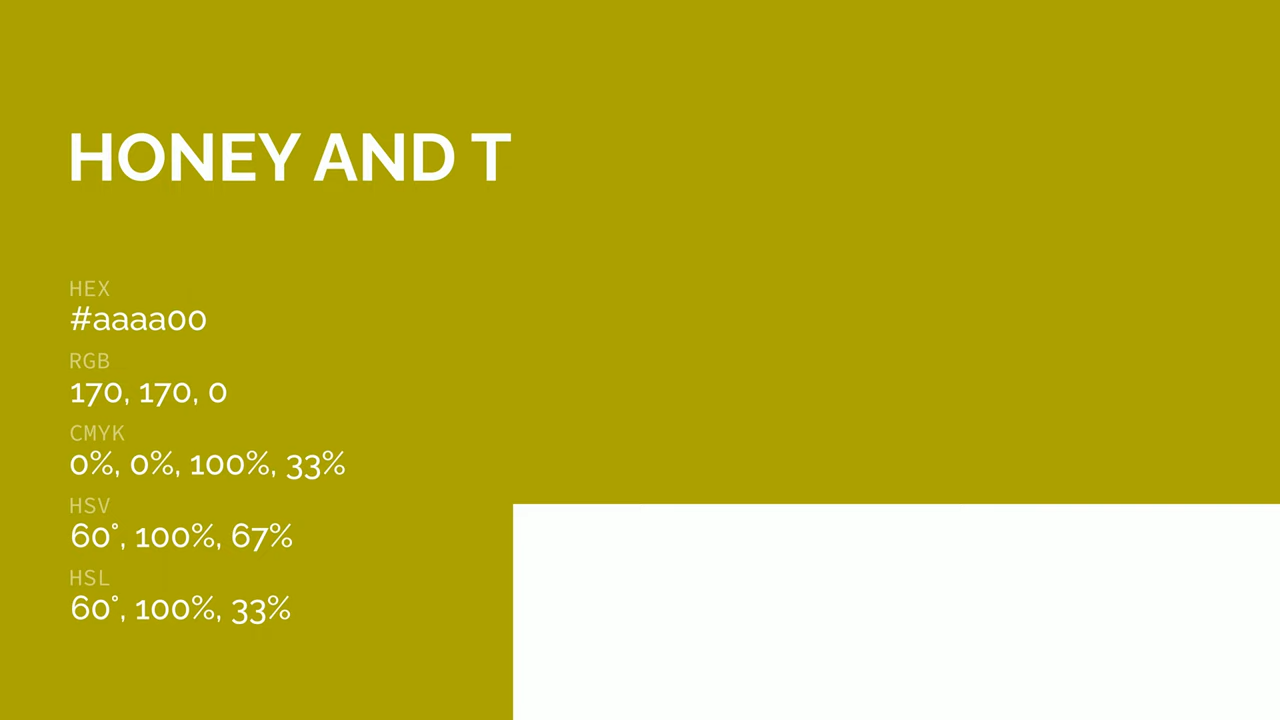 HONEY AND T
HEX
#aaaa00
RGB
170, 170, 0
CMYK
0%, 0%, 100%, 33%
HSV
60°, 100%, 67%
HSL
60°, 100%, 33%